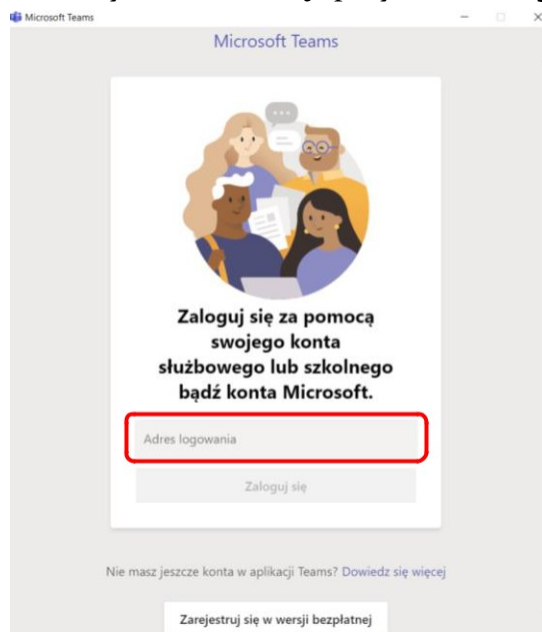 Microsoft Teams
Microsoft Teams
Zaloguj się za pomocą
swojego konta
służbowego lub szkolnego
bądź konta Microsoft.
Adres logowania
Zaloguj się
Nie masz jeszcze konta w aplikacji Teams? Dowiedz się więcej
Zarejestruj się w wersji bezpłatnej